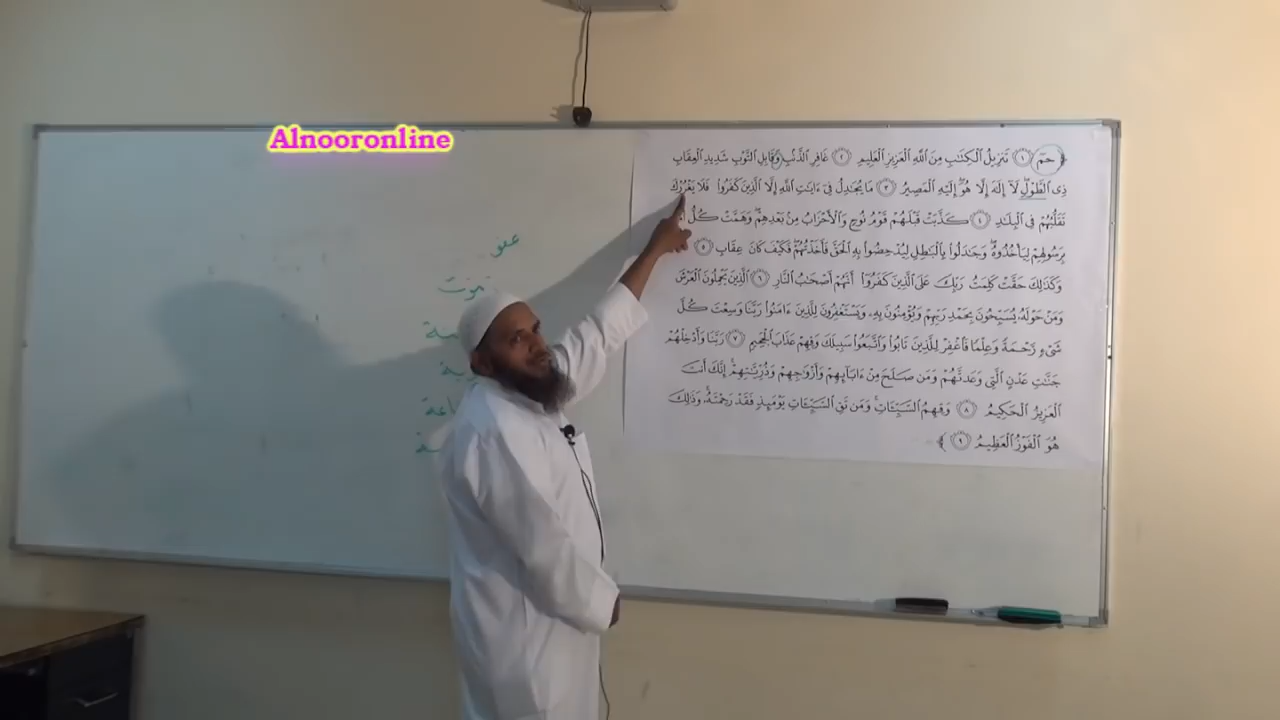 Alnooronline
﴿ حمٓ ١ تَنزِيلُ ٱلْكِتَـٰبِ مِنَ ٱللَّهِ ٱلْعَزِيزِ ٱلْعَلِيمِ ٢ غَافِرِ ٱلذَّنۢبِ وَقَابِلِ ٱلتَّوْبِ شَدِيدِ ٱلْعِقَابِ
ذِى ٱلطَّوْلِ ۖ لَآ إِلَـٰهَ إِلَّا هُوَ ۖ إِلَيْهِ ٱلْمَصِيرُ ٣ مَا يُجَـٰدِلُ فِىٓ ءَايَـٰتِ ٱللَّهِ إِلَّا ٱلَّذِينَ كَفَرُوا۟ فَلَا يَغْرُرْكَ
تَقَلُّبُهُمْ فِى ٱلْبِلَـٰدِ ٤ كَذَّبَتْ قَبْلَهُمْ قَوْمُ نُوحٍ وَٱلْأَحْزَابُ مِنۢ بَعْدِهِمْ ۖ وَهَمَّتْ كُلُّ
بِرَسُولِهِمْ لِيَأْخُذُوهُ ۖ وَجَـٰدَلُوا۟ بِٱلْبَـٰطِلِ لِيُدْحِضُوا۟ بِهِ ٱلْحَقَّ فَأَخَذْتُهُمْ ۖ فَكَيْفَ كَانَ عِقَابِ ٥
وَكَذَٰلِكَ حَقَّتْ كَلِمَتُ رَبِّكَ عَلَى ٱلَّذِينَ كَفَرُوٓا۟ أَنَّهُمْ أَصْحَـٰبُ ٱلنَّارِ ٦ ٱلَّذِينَ يَحْمِلُونَ ٱلْعَرْشَ
وَمَنْ حَوْلَهُۥ يُسَبِّحُونَ بِحَمْدِ رَبِّهِمْ وَيُؤْمِنُونَ بِهِۦ وَيَسْتَغْفِرُونَ لِلَّذِينَ ءَامَنُوا۟ رَبَّنَا وَسِعْتَ كُلَّ
شَىْءٍ رَّحْمَةً وَعِلْمًا فَٱغْفِرْ لِلَّذِينَ تَابُوا۟ وَٱتَّبَعُوا۟ سَبِيلَكَ وَقِهِمْ عَذَابَ ٱلْجَحِيمِ ٧ رَبَّنَا وَأَدْخِلْهُمْ
جَنَّـٰتِ عَدْنٍ ٱلَّتِى وَعَدتَّهُمْ وَمَن صَلَحَ مِنْ ءَابَآئِهِمْ وَأَزْوَٰجِهِمْ وَذُرِّيَّـٰتِهِمْ ۚ إِنَّكَ أَنتَ
ٱلْعَزِيزُ ٱلْحَكِيمُ ٨ وَقِهِمُ ٱلسَّيِّـَٔاتِ ۚ وَمَن تَقِ ٱلسَّيِّـَٔاتِ يَوْمَئِذٍ فَقَدْ رَحِمْتَهُۥ ۚ وَذَٰلِكَ
هُوَ ٱلْفَوْزُ ٱلْعَظِيمُ ٩ ﴾
عفو